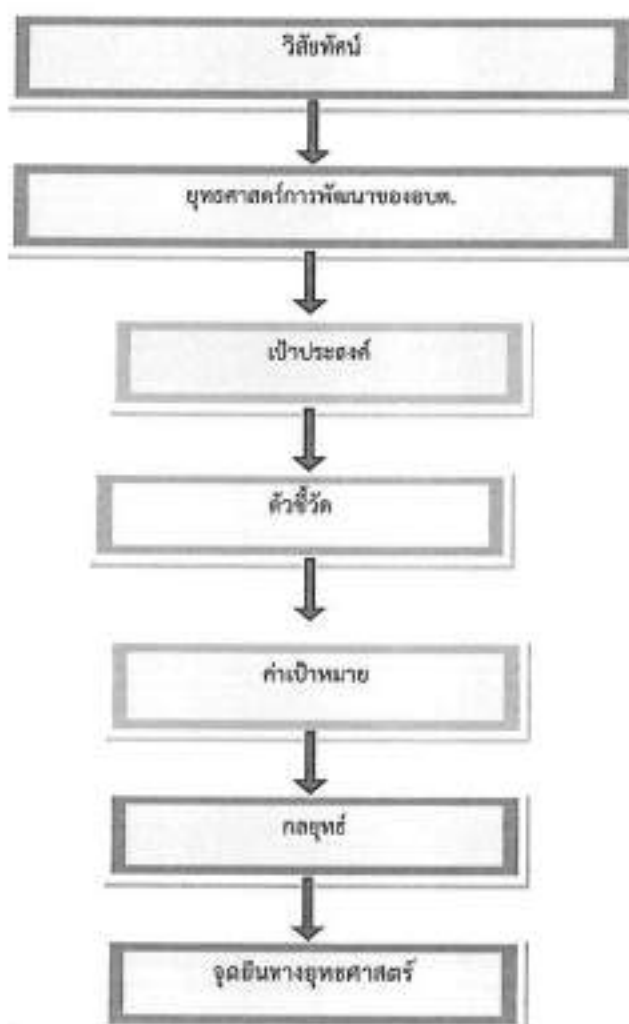 วิสัยทัศน์
ยุทธศาสตร์การพัฒนาของอบต.
เป้าประสงค์
ตัวชี้วัด
ค่าเป้าหมาย
กลยุทธ์
จุดยืนทางยุทธศาสตร์